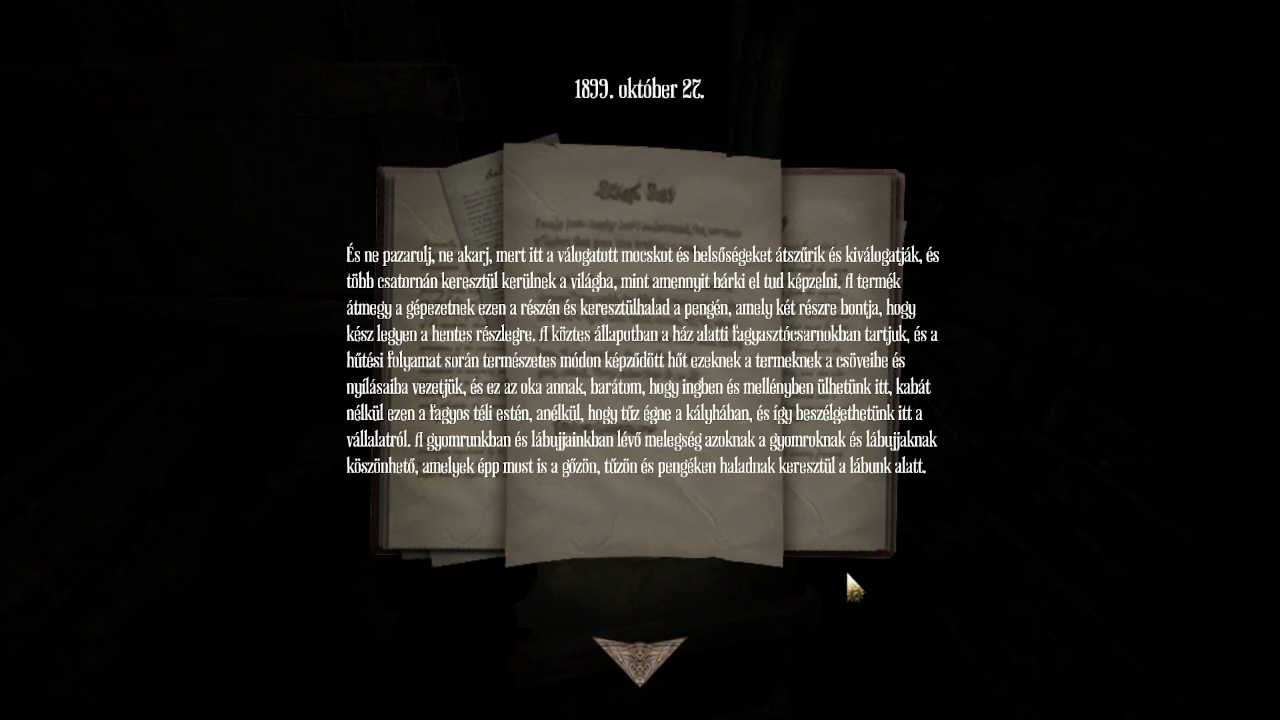 1899. október 27.
És ne pazarolj, ne akarj, mert itt a válogatott mocskot és belsőségeket átszűrik és kiválogatják, és
több csatornán keresztül kerülnek a világba, mint amennyit bárki el tud képzelni. A termék
átmegy a gépezetnek ezen a részén és keresztülhalad a pengén, amely két részre bontja, hogy
kész legyen a hentes részlegre. A köztes állapotban a ház alatti fagyasztócsarnokban tartjuk, és a
hűtési folyamat során természetes módon képződött hőt ezeknek a termeknek a csöveibe és
nyílásaiba vezetjük, és ez az oka annak, barátom, hogy ingben és mellényben ülhetünk itt, kabát
nélkül ezen a fagyos téli estén, anélkül, hogy tűz égne a kályhában, és így beszélgethetünk itt a
vállalatról. A gyomrunkban és lábujjainkban lévő melegség azoknak a gyomroknak és lábujjaknak
köszönhető, amelyek épp most is a gőzön, tűzön és pengéken haladnak keresztül a lábunk alatt.